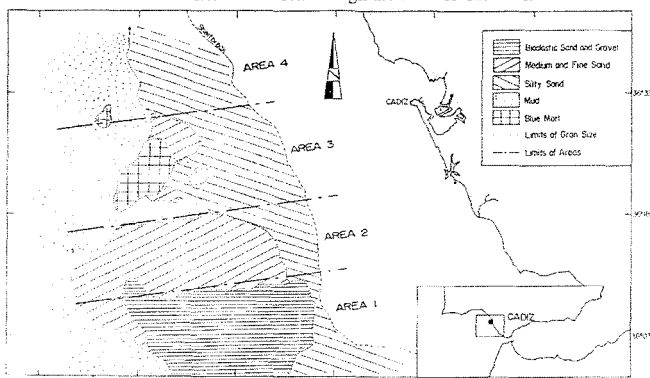 Shelfbreak
AREA 4
AREA 3
AREA 2
AREA 1
N
CADIZ
Bioclastic Sand and Gravel
Medium and Fine Sand
Silty Sand
Mud
Blue Marl
Limits of Grain Size
Limits of Areas
CADIZ